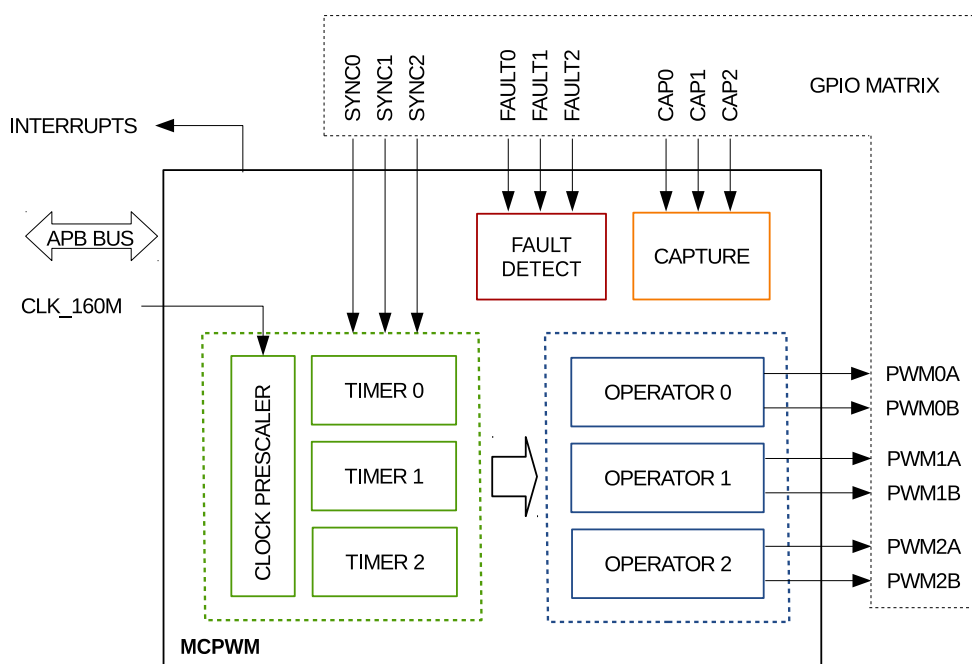 SYNC0
SYNC1
SYNC2
FAULT0
FAULT1
FAULT2
CAP0
CAP1
CAP2
GPIO MATRIX
INTERRUPTS
APB BUS
FAULT
DETECT
CAPTURE
CLK_160M
CLOCK PRESCALER
TIMER 0
TIMER 1
TIMER 2
OPERATOR 0
OPERATOR 1
OPERATOR 2
PWM0A
PWM0B
PWM1A
PWM1B
PWM2A
PWM2B
MCPWM